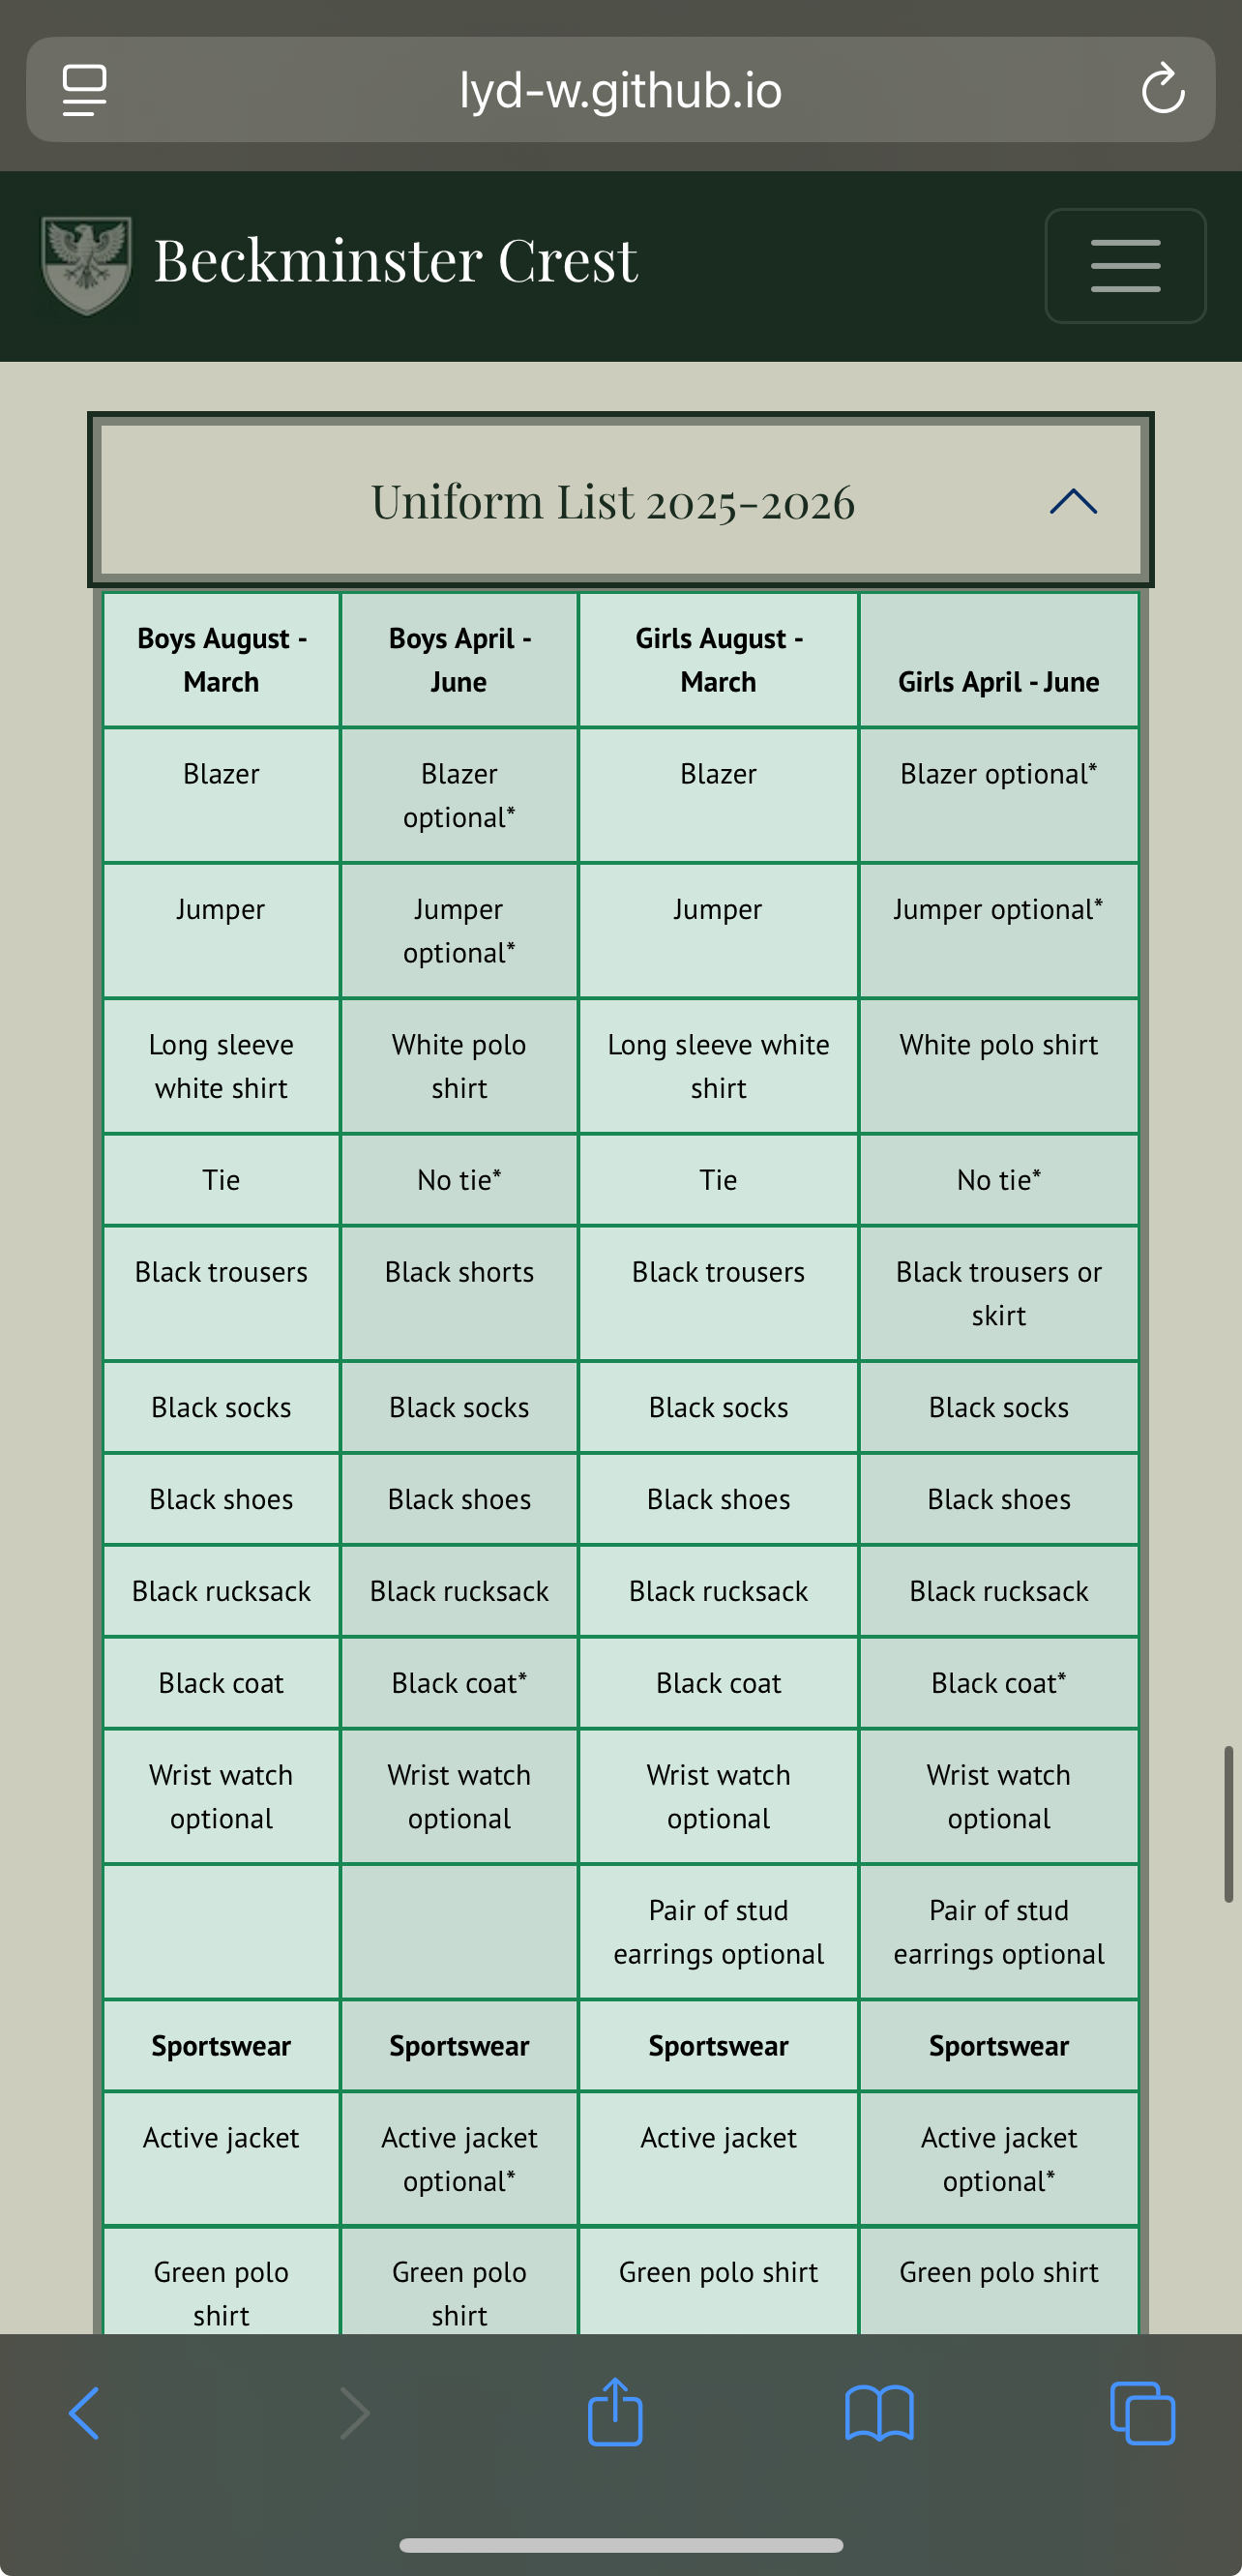 lyd-w.github.io
Beckminster Crest
Uniform List 2025-2026
Boys August - March
Boys April - June
Girls August - March
Girls April - June
Blazer
Blazer optional*
Blazer
Blazer optional*
Jumper
Jumper optional*
Jumper
Jumper optional*
Long sleeve white shirt
White polo shirt
Long sleeve white shirt
White polo shirt
Tie
No tie*
Tie
No tie*
Black trousers
Black shorts
Black trousers
Black trousers or skirt
Black socks
Black socks
Black socks
Black socks
Black shoes
Black shoes
Black shoes
Black shoes
Black rucksack
Black rucksack
Black rucksack
Black rucksack
Black coat
Black coat*
Black coat
Black coat*
Wrist watch optional
Wrist watch optional
Wrist watch optional
Wrist watch optional
Pair of stud earrings optional
Pair of stud earrings optional
Sportswear
Sportswear
Sportswear
Sportswear
Active jacket
Active jacket optional*
Active jacket
Active jacket optional*
Green polo shirt
Green polo shirt
Green polo shirt
Green polo shirt